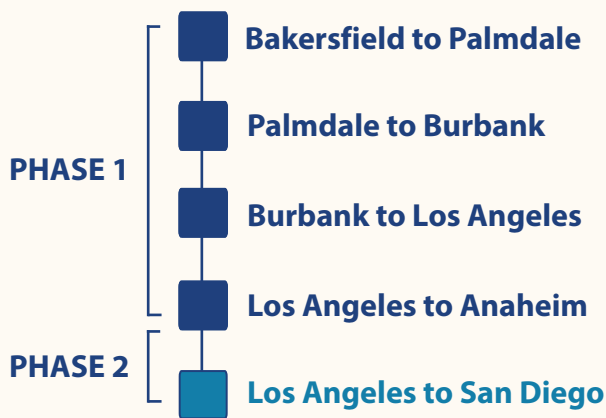 Bakersfield to Palmdale
Palmdale to Burbank
PHASE 1
Burbank to Los Angeles
Los Angeles to Anaheim
PHASE 2
Los Angeles to San Diego